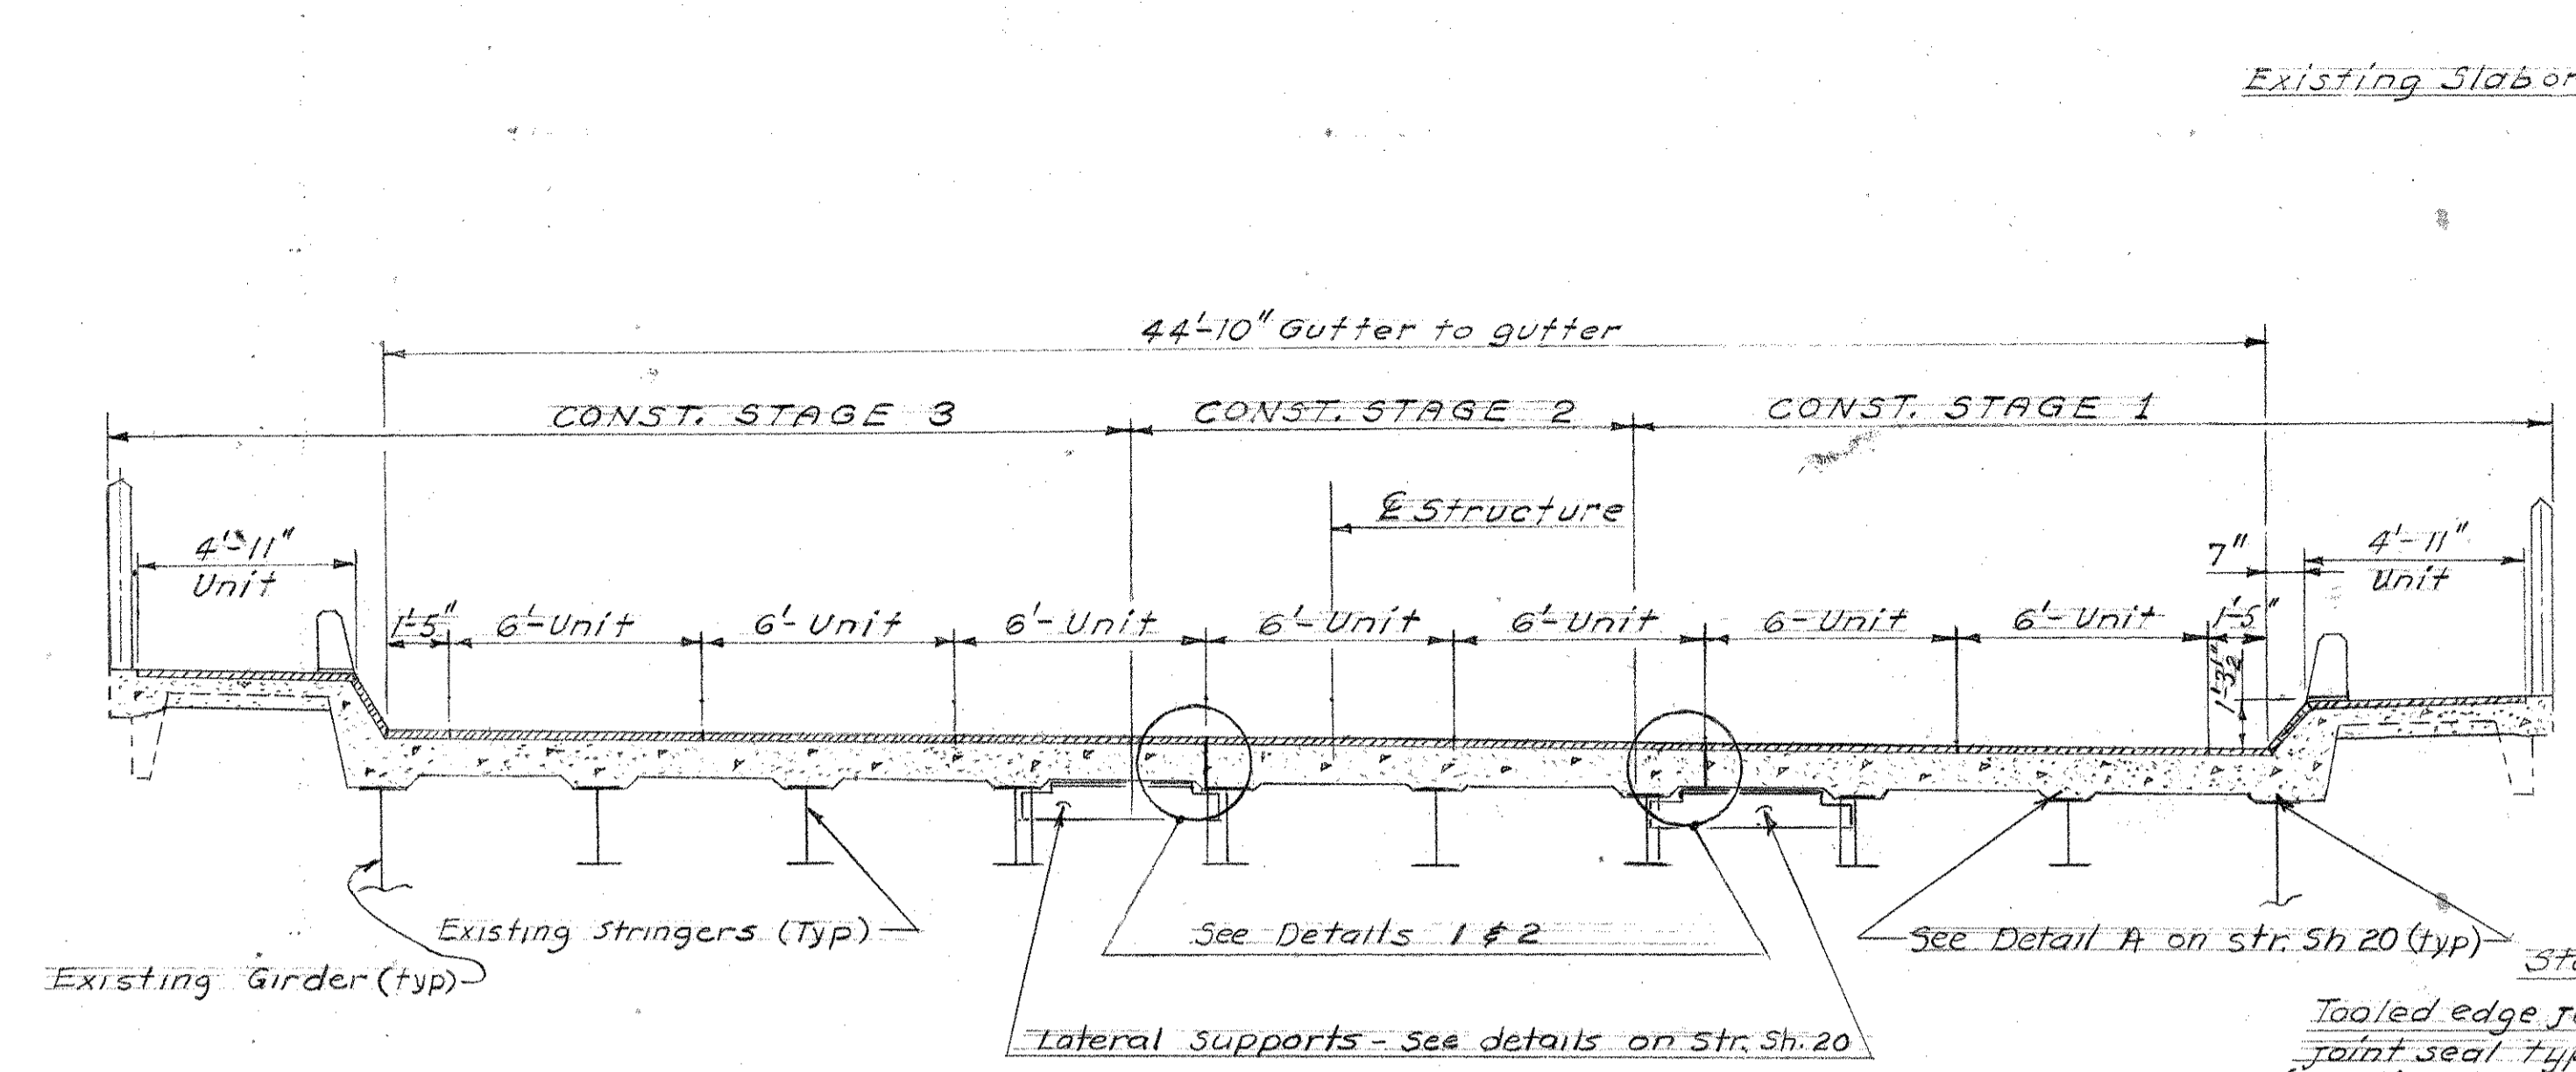 Existing Slab or
44'-10" Gutter to gutter
CONST. STAGE 3
CONST. STAGE 2
CONST. STAGE 1
℄ Structure
4'-11"
Unit
7"
4'-11"
Unit
1'-5"
6'-Unit
6'-Unit
6'-Unit
6'-Unit
6'-Unit
6-Unit
6'-Unit
1'-5"
1'-3½"
Existing Stringers (Typ)
See Details 1 & 2
See Detail A on str. Sh 20 (typ)
Existing Girder (typ)
Lateral Supports - See details on Str. Sh. 20
Tooled edge
joint seal